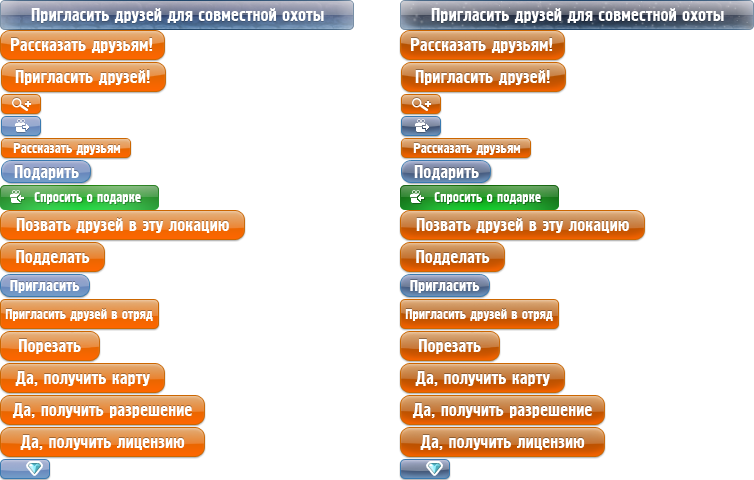 Пригласить друзей для совместной охоты Пригласить друзей для совместной охоты
Рассказать друзьям! Рассказать друзьям!
Пригласить друзей! Пригласить друзей!
Рассказать друзьям Рассказать друзьям
Подарить Подарить
Спросить о подарке Спросить о подарке
Позвать друзей в эту локацию Позвать друзей в эту локацию
Подделать Подделать
Пригласить Пригласить
Пригласить друзей в отряд Пригласить друзей в отряд
Порезать Порезать
Да, получить карту Да, получить карту
Да, получить разрешение Да, получить разрешение
Да, получить лицензию Да, получить лицензию